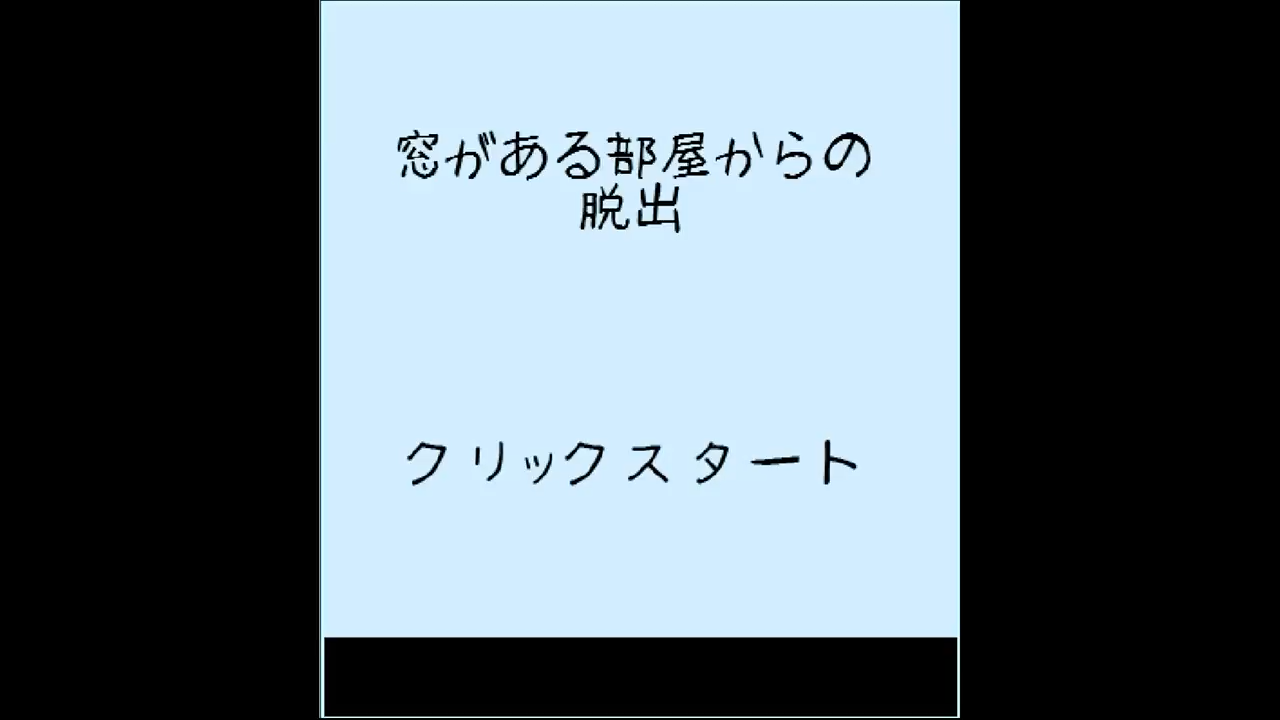 窓がある部屋からの
脱出
クリックスタート